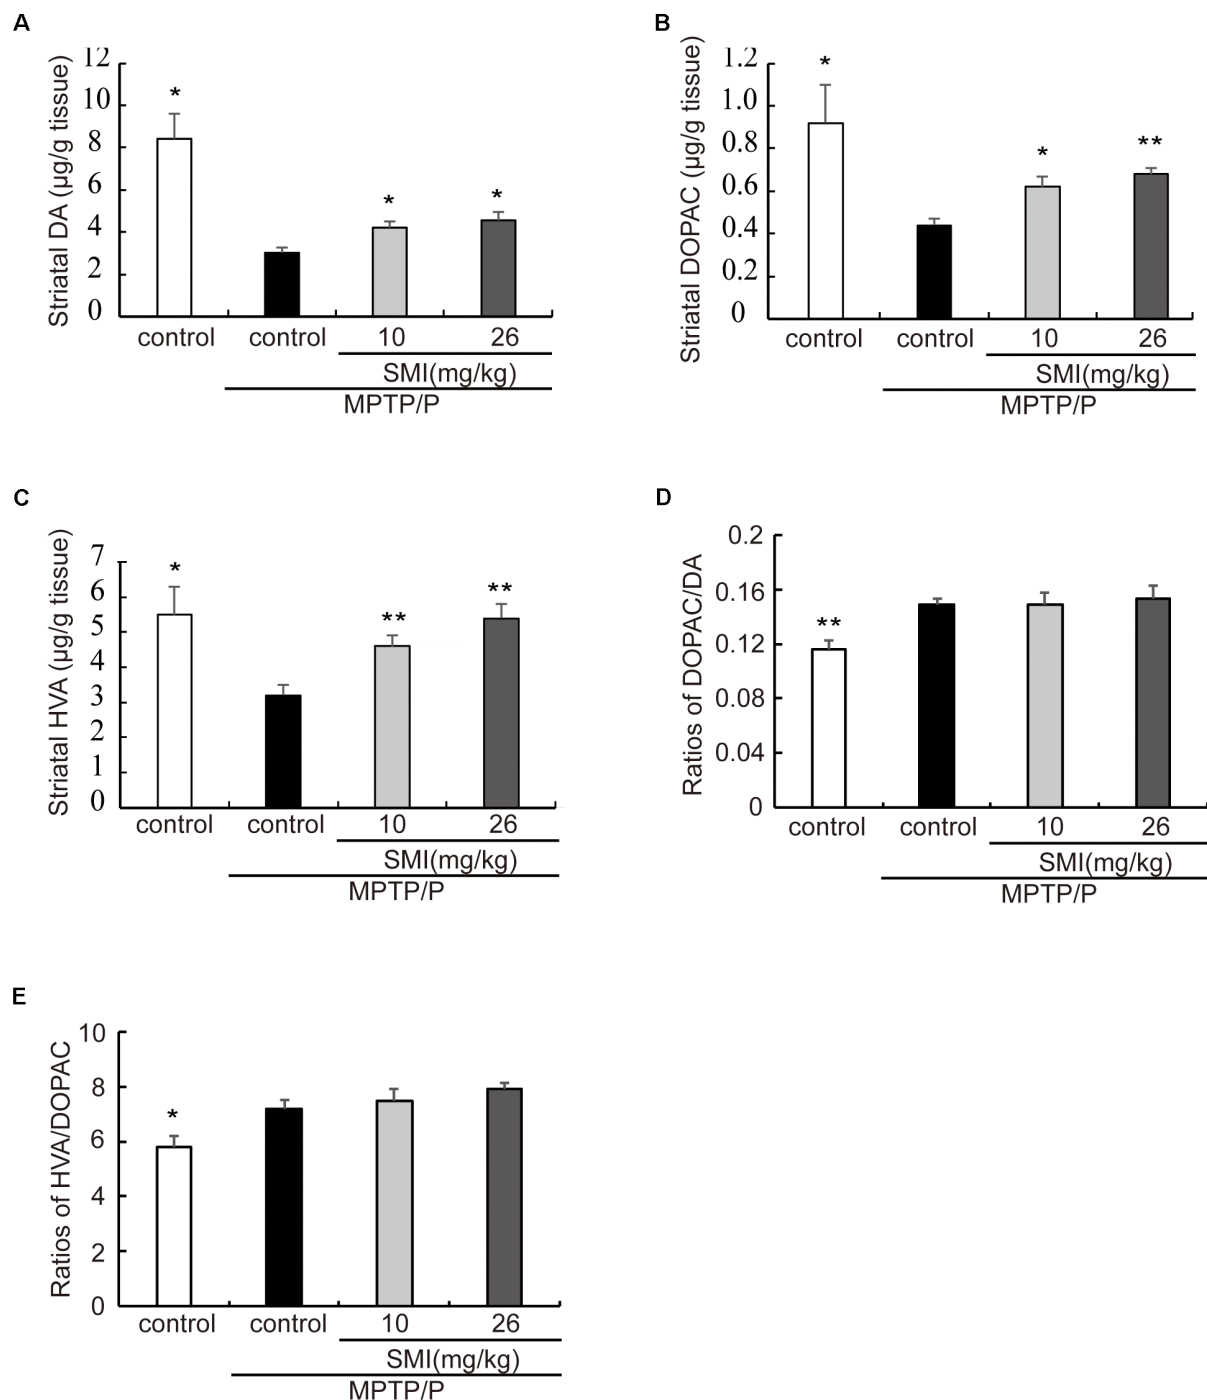 A
Striatal DA (µg/g tissue)
12
10
8
6
4
2
0
*
*
*
control
control
10
26
SMI(mg/kg)
MPTP/P
B
Striatal DOPAC (µg/g tissue)
1.2
1.0
0.8
0.6
0.4
0.2
0
*
*
**
control
control
10
26
SMI(mg/kg)
MPTP/P
C
Striatal HVA (µg/g tissue)
7
6
5
4
3
2
1
0
*
**
**
control
control
10
26
SMI(mg/kg)
MPTP/P
D
Ratios of DOPAC/DA
0.2
0.16
0.12
0.08
0.04
0
**
control
control
10
26
SMI(mg/kg)
MPTP/P
E
Ratios of HVA/DOPAC
10
8
6
4
2
0
*
control
control
10
26
SMI(mg/kg)
MPTP/P